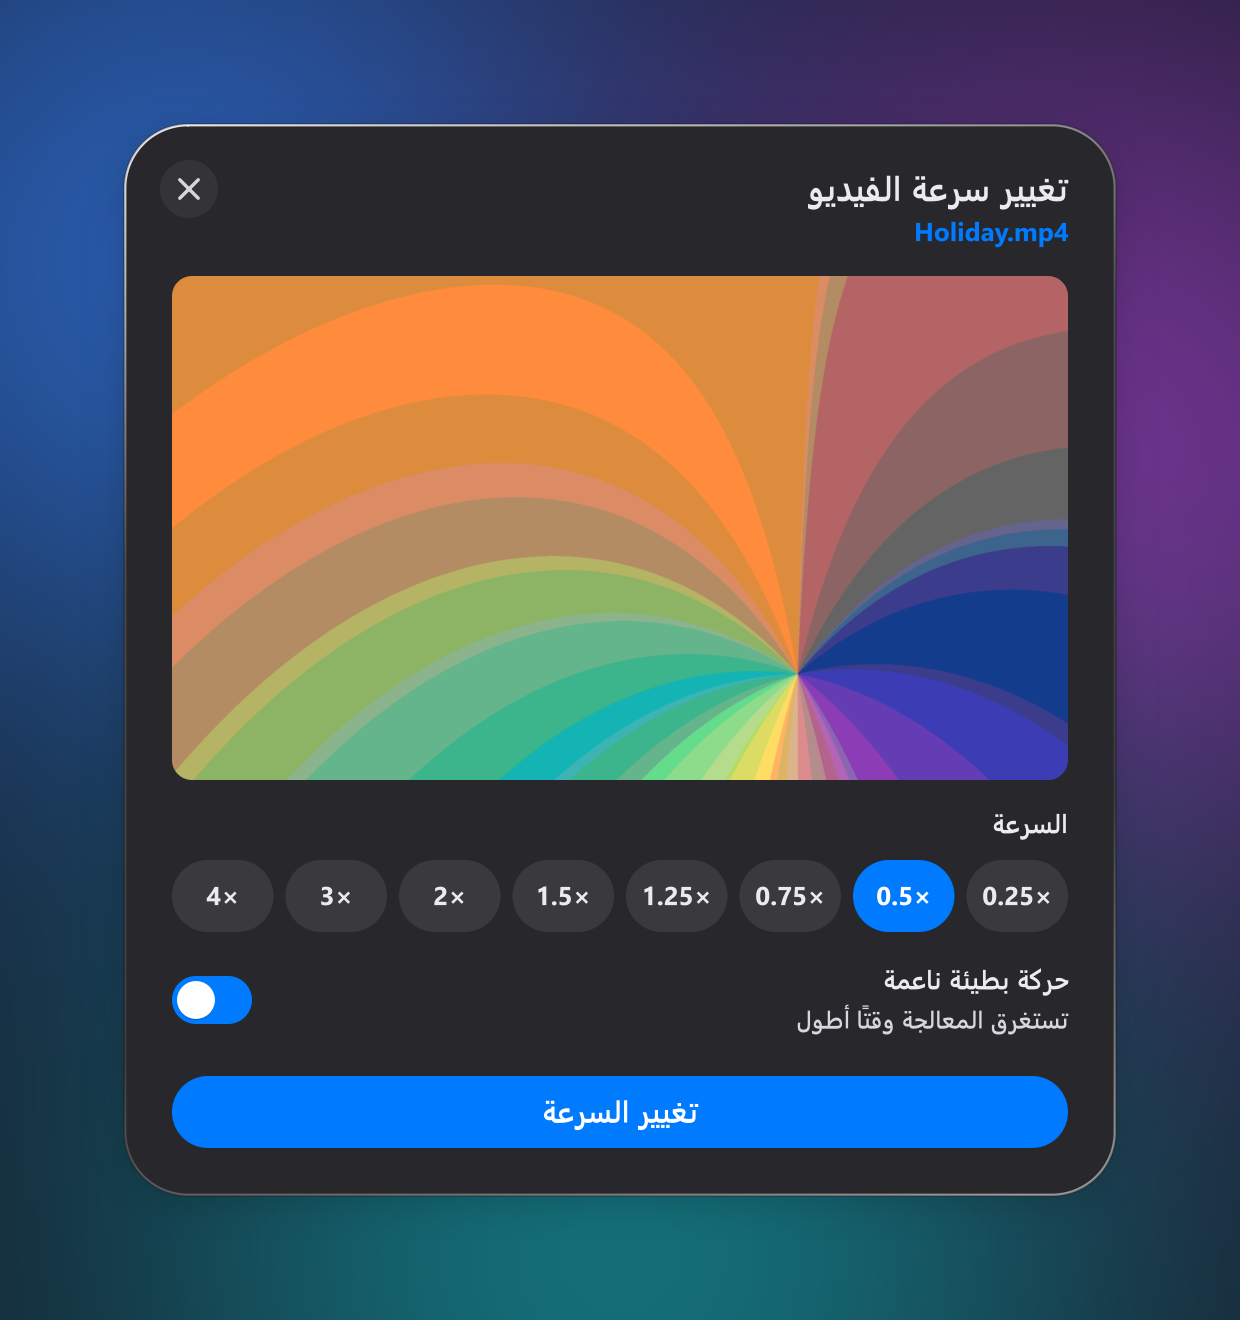 تغيير سرعة الفيديو
Holiday.mp4
السرعة
0.25× 0.5× 0.75× 1.25× 1.5× 2× 3× 4×
حركة بطيئة ناعمة
تستغرق المعالجة وقتًا أطول
تغيير السرعة